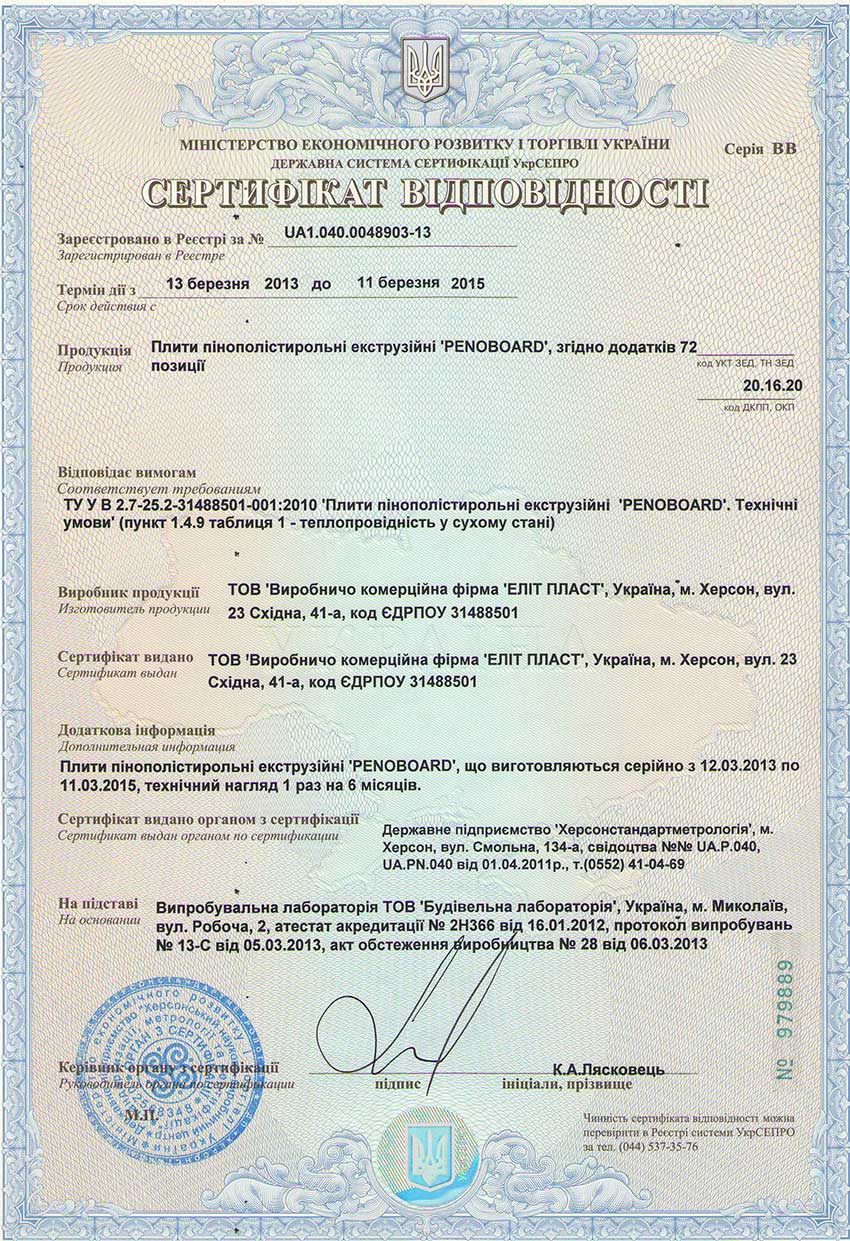 МІНІСТЕРСТВО ЕКОНОМІЧНОГО РОЗВИТКУ І ТОРГІВЛІ УКРАЇНИ
Серія ВВ
ДЕРЖАВНА СИСТЕМА СЕРТИФІКАЦІЇ УкрСЕПРО
СЕРТИФІКАТ ВІДПОВІДНОСТІ
Зареєстровано в Реєстрі за № UA1.040.0048903-13
Зарегистрирован в Реестре
Термін дії з 13 березня 2013 до 11 березня 2015
Срок действия с
Продукція Плити пінополістирольні екструзійні 'PENOBOARD', згідно додатків 72
Продукция позиції
код УКТ ЗЕД, ТН ЗЕД
20.16.20
код ДКПП, ОКП
Відповідає вимогам
Соответствует требованиям
ТУ У В 2.7-25.2-31488501-001:2010 'Плити пінополістирольні екструзійні 'PENOBOARD'. Технічні
умови' (пункт 1.4.9 таблиця 1 - теплопровідність у сухому стані)
Виробник продукції ТОВ 'Виробничо комерційна фірма 'ЕЛІТ ПЛАСТ', Україна, м. Херсон, вул.
Изготовитель продукции 23 Східна, 41-а, код ЄДРПОУ 31488501
Сертифікат видано ТОВ 'Виробничо комерційна фірма 'ЕЛІТ ПЛАСТ', Україна, м. Херсон, вул. 23
Сертификат выдан Східна, 41-а, код ЄДРПОУ 31488501
Додаткова інформація
Дополнительная информация
Плити пінополістирольні екструзійні 'PENOBOARD', що виготовляються серійно з 12.03.2013 по
11.03.2015, технічний нагляд 1 раз на 6 місяців.
Сертифікат видано органом з сертифікації
Сертификат выдан органом по сертификации
Державне підприємство 'Херсонстандартметрологія', м.
Херсон, вул. Смольна, 134-а, свідоцтва №№ UA.P.040,
UA.PN.040 від 01.04.2011р., т.(0552) 41-04-69
На підставі Випробувальна лабораторія ТОВ 'Будівельна лабораторія', Україна, м. Миколаїв,
На основании вул. Робоча, 2, атестат акредитації № 2Н366 від 16.01.2012, протокол випробувань
№ 13-С від 05.03.2013, акт обстеження виробництва № 28 від 06.03.2013
№ 979889
Керівник органу з сертифікації
Руководитель органа по сертификации
К.А.Лясковець
підпис
ініціали, прізвище
М.П.
Чинність сертифіката відповідності можна
перевірити в Реєстрі системи УкрСЕПРО
за тел. (044) 537-35-76